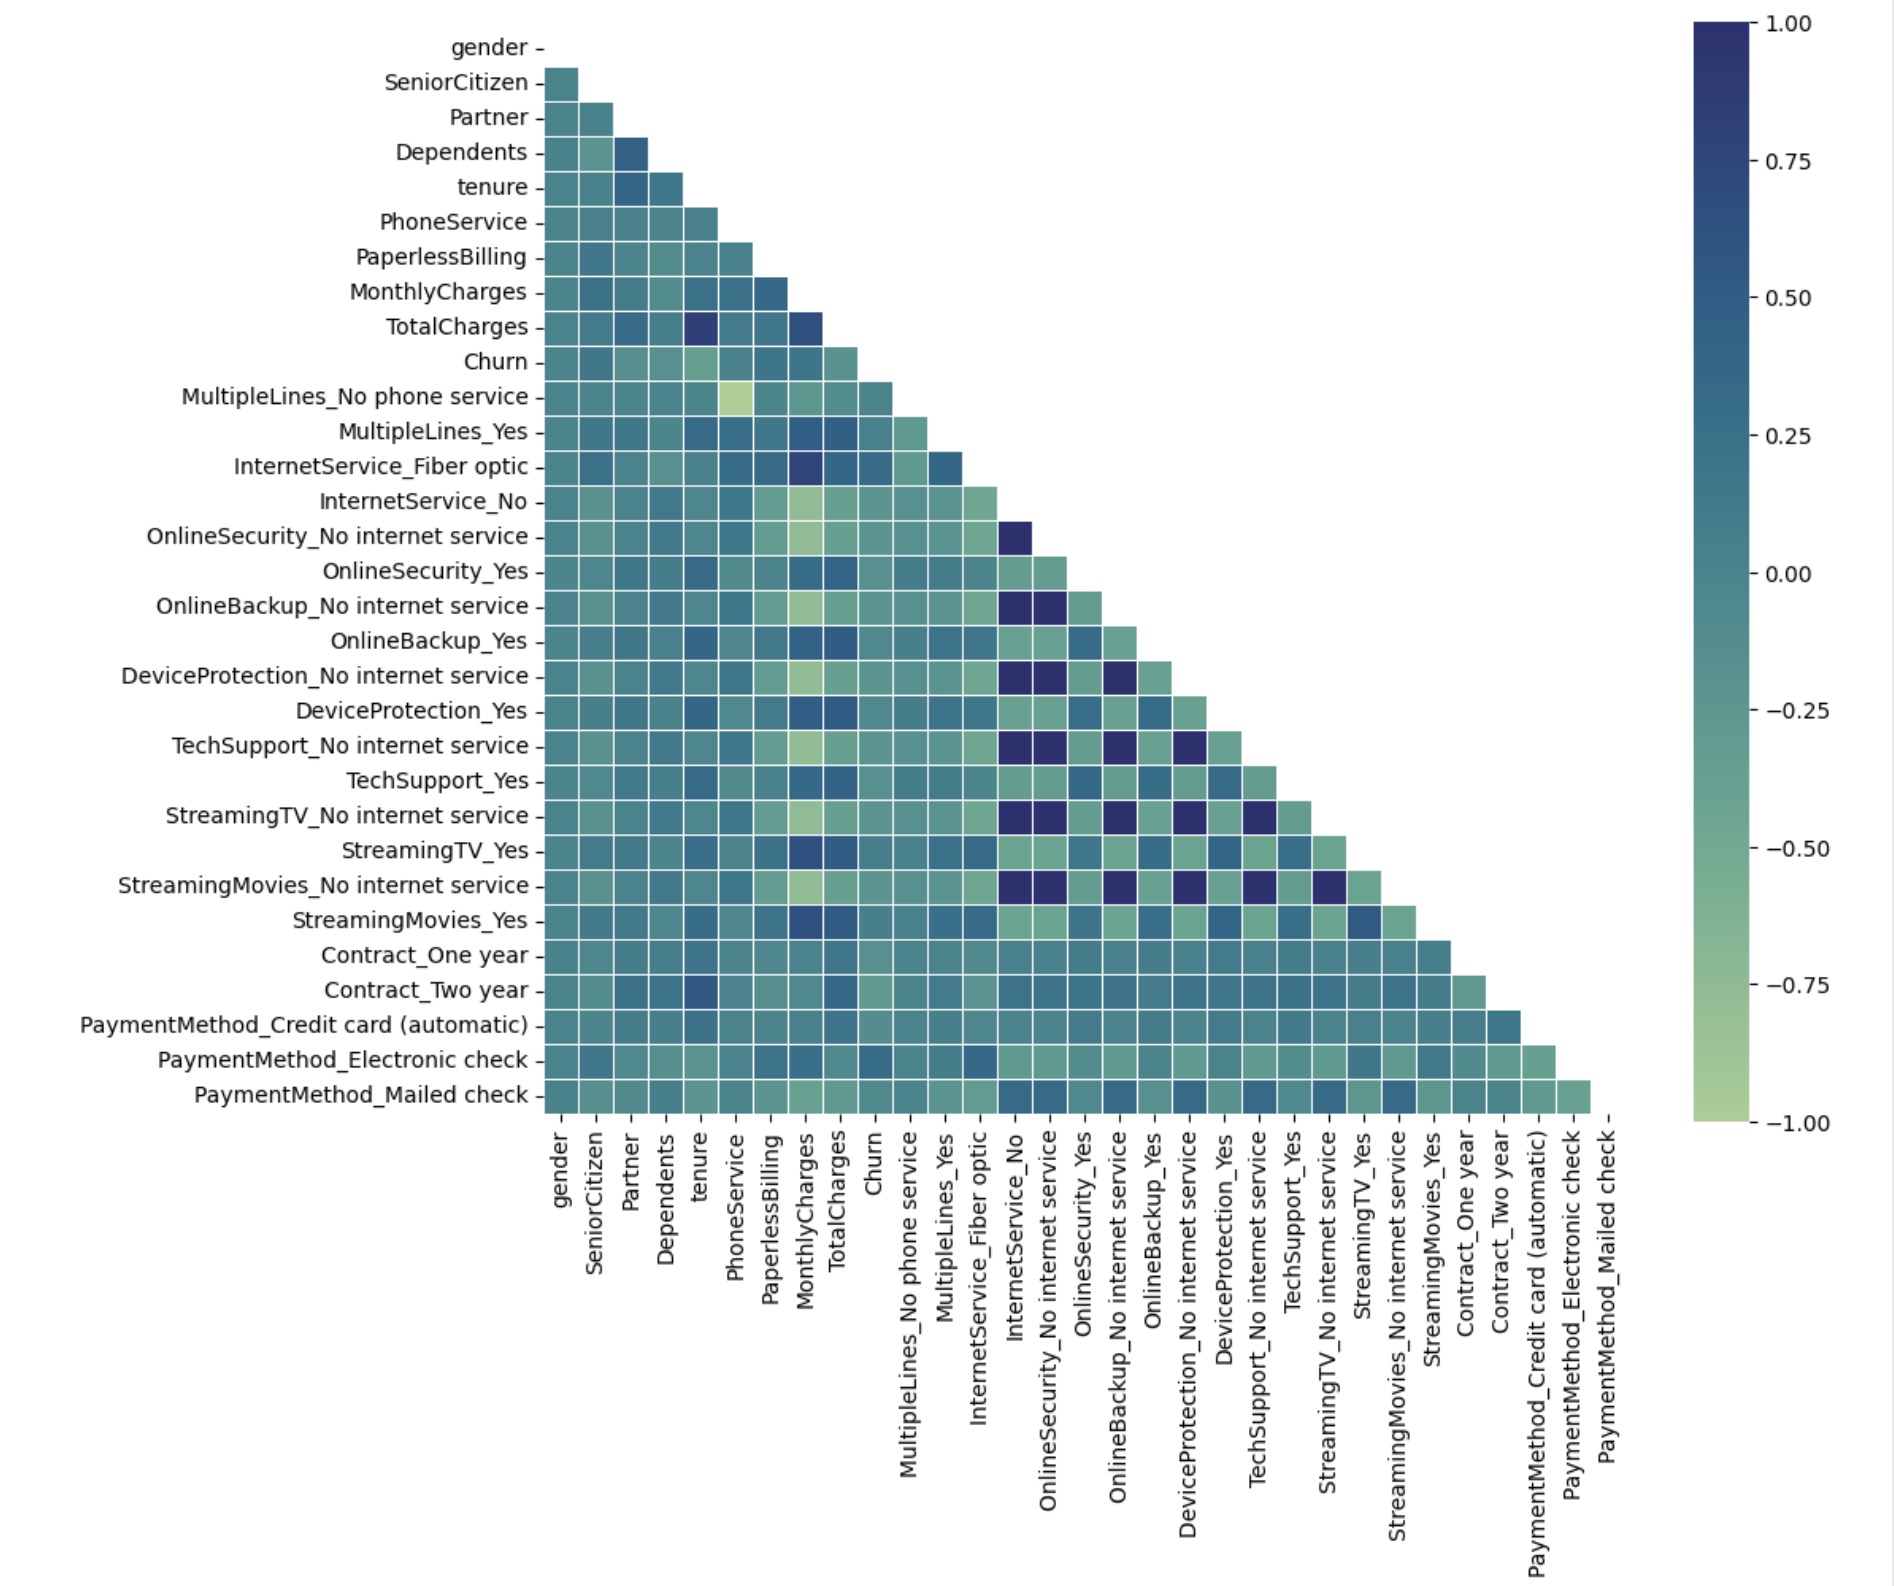 gender
SeniorCitizen
Partner
Dependents
tenure
PhoneService
PaperlessBilling
MonthlyCharges
TotalCharges
Churn
MultipleLines_No phone service
MultipleLines_Yes
InternetService_Fiber optic
InternetService_No
OnlineSecurity_No internet service
OnlineSecurity_Yes
OnlineBackup_No internet service
OnlineBackup_Yes
DeviceProtection_No internet service
DeviceProtection_Yes
TechSupport_No internet service
TechSupport_Yes
StreamingTV_No internet service
StreamingTV_Yes
StreamingMovies_No internet service
StreamingMovies_Yes
Contract_One year
Contract_Two year
PaymentMethod_Credit card (automatic)
PaymentMethod_Electronic check
PaymentMethod_Mailed check
gender
SeniorCitizen
Partner
Dependents
tenure
PhoneService
PaperlessBilling
MonthlyCharges
TotalCharges
Churn
MultipleLines_No phone service
MultipleLines_Yes
InternetService_Fiber optic
InternetService_No
OnlineSecurity_No internet service
OnlineSecurity_Yes
OnlineBackup_No internet service
OnlineBackup_Yes
DeviceProtection_No internet service
DeviceProtection_Yes
TechSupport_No internet service
TechSupport_Yes
StreamingTV_No internet service
StreamingTV_Yes
StreamingMovies_No internet service
StreamingMovies_Yes
Contract_One year
Contract_Two year
PaymentMethod_Credit card (automatic)
PaymentMethod_Electronic check
PaymentMethod_Mailed check
1.00
0.75
0.50
0.25
0.00
−0.25
−0.50
−0.75
−1.00